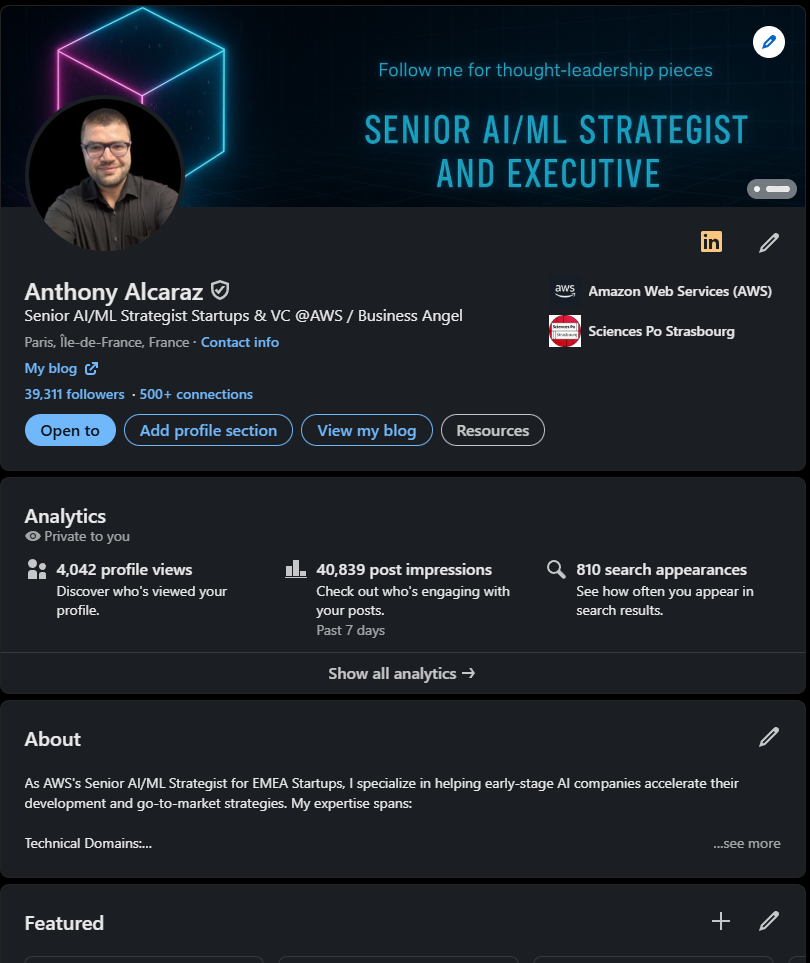 Follow me for thought-leadership pieces
SENIOR AI/ML STRATEGIST
AND EXECUTIVE
in
Anthony Alcaraz
Senior AI/ML Strategist Startups & VC @AWS / Business Angel
Paris, Île-de-France, France · Contact info
My blog
39,311 followers · 500+ connections
aws
Amazon Web Services (AWS)
Sciences Po
Strasbourg
Sciences Po Strasbourg
Open to
Add profile section
View my blog
Resources
Analytics
Private to you
4,042 profile views
Discover who's viewed your
profile.
40,839 post impressions
Check out who's engaging with
your posts.
Past 7 days
810 search appearances
See how often you appear in
search results.
Show all analytics →
About
As AWS's Senior AI/ML Strategist for EMEA Startups, I specialize in helping early-stage AI companies accelerate their
development and go-to-market strategies. My expertise spans:
Technical Domains:...
...see more
Featured